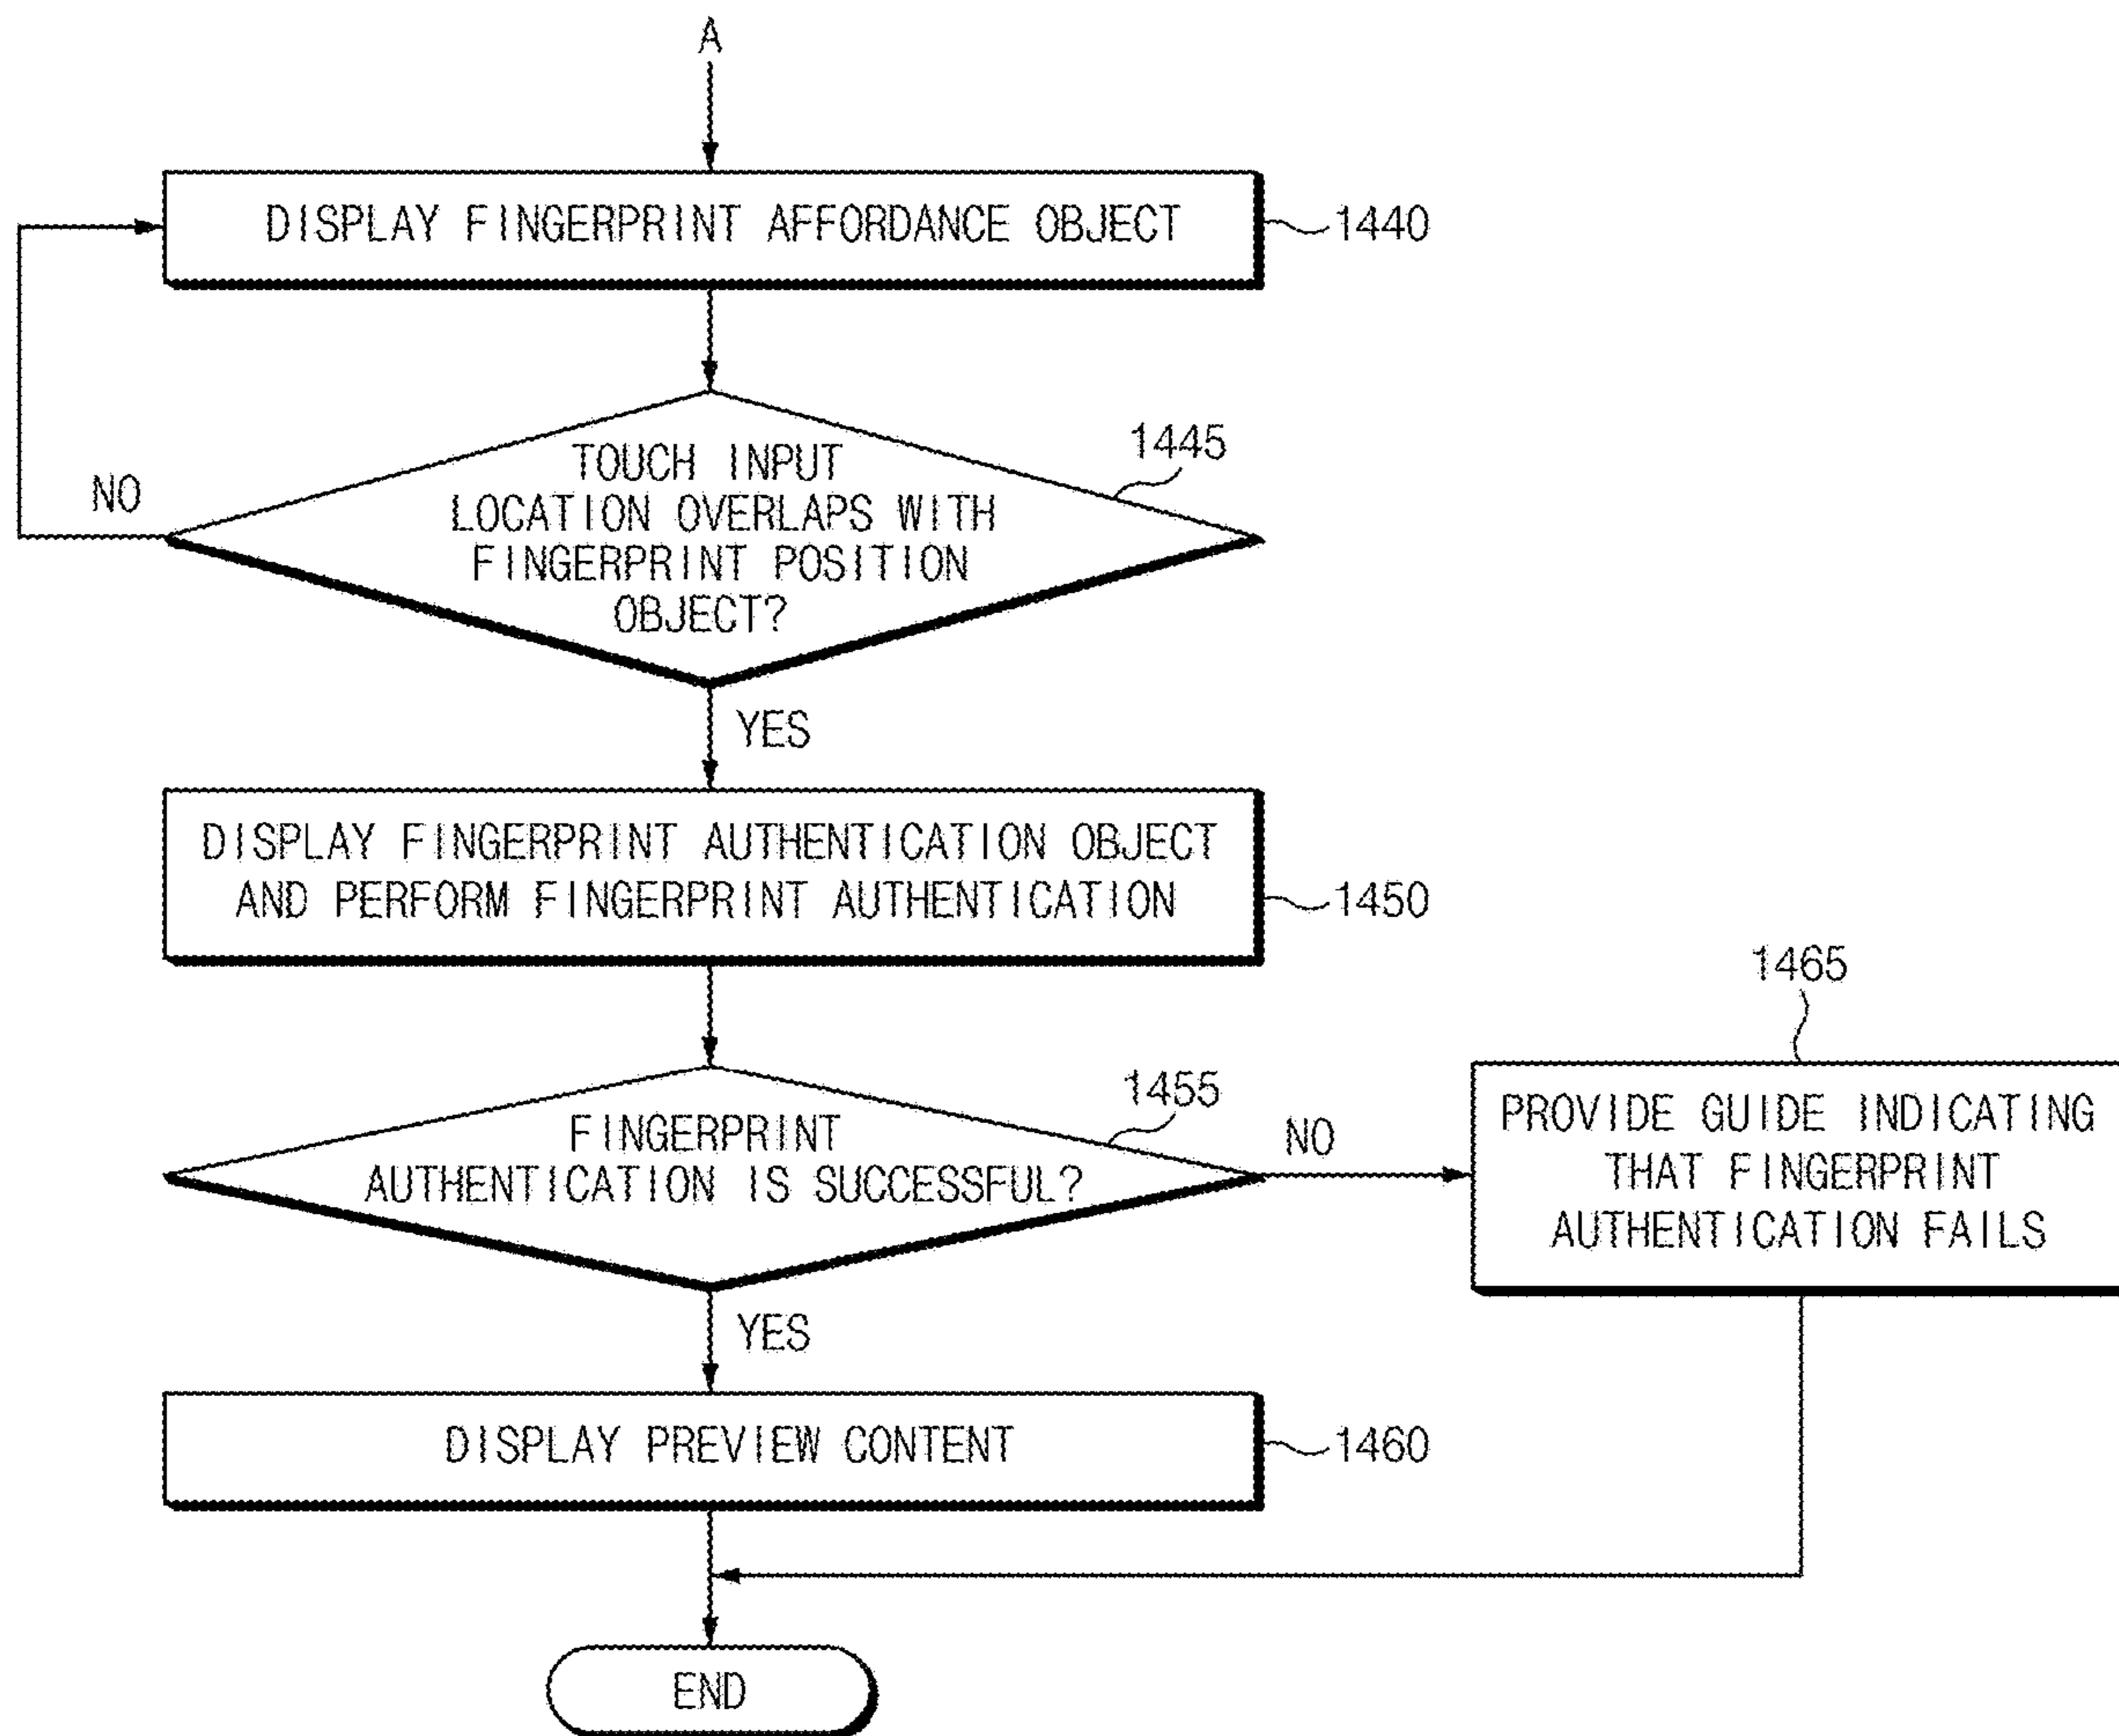 A
DISPLAY FINGERPRINT AFFORDANCE OBJECT
1440
TOUCH INPUT
LOCATION OVERLAPS WITH
FINGERPRINT POSITION
OBJECT?
1445
NO
YES
DISPLAY FINGERPRINT AUTHENTICATION OBJECT
AND PERFORM FINGERPRINT AUTHENTICATION
1450
FINGERPRINT
AUTHENTICATION IS SUCCESSFUL?
1455
NO
1465
PROVIDE GUIDE INDICATING
THAT FINGERPRINT
AUTHENTICATION FAILS
YES
DISPLAY PREVIEW CONTENT
1460
END